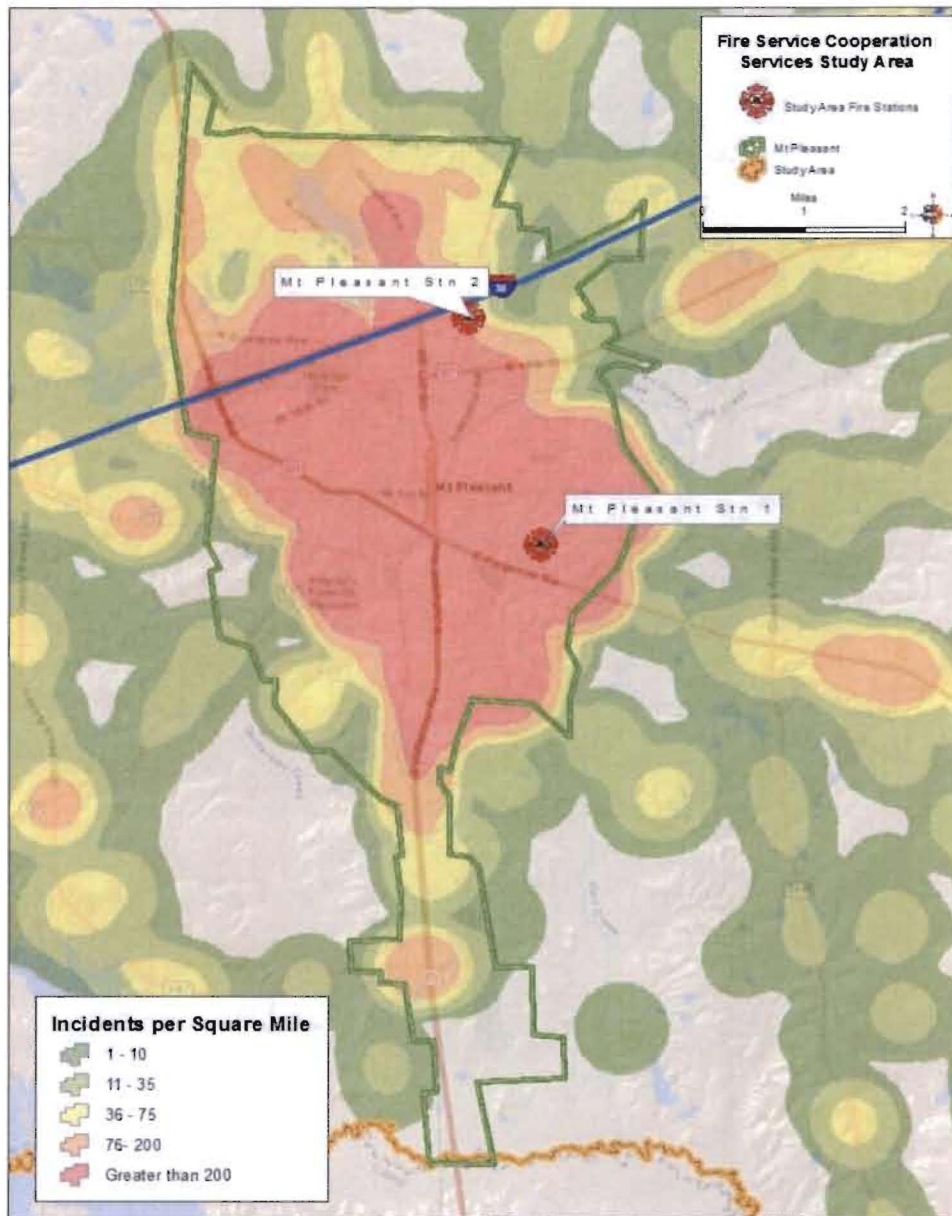 Fire Service Cooperation
Services Study Area
Study Area Fire Stations
Mt Pleasant
Study Area
Miles
0 1 2
Mt Pleasant Stn 2
30
Mt Pleasant
Mt Pleasant Stn 1
Incidents per Square Mile
1 - 10
11 - 35
36 - 75
76- 200
Greater than 200